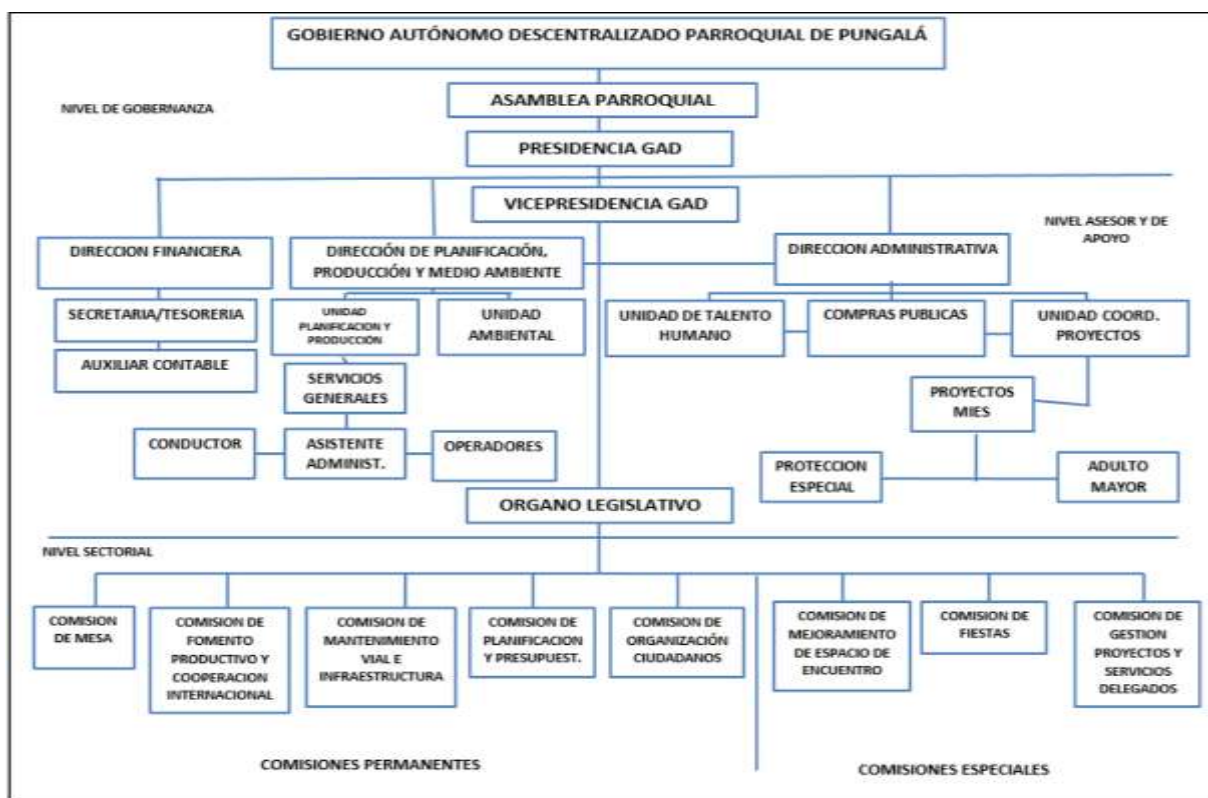 GOBIERNO AUTÓNOMO DESCENTRALIZADO PARROQUIAL DE PUNGALÁ
ASAMBLEA PARROQUIAL
NIVEL DE GOBERNANZA
PRESIDENCIA GAD
VICEPRESIDENCIA GAD
NIVEL ASESOR Y DE
APOYO
DIRECCION FINANCIERA
DIRECCIÓN DE PLANIFICACIÓN,
PRODUCCIÓN Y MEDIO AMBIENTE
DIRECCION ADMINISTRATIVA
SECRETARIA/TESORERIA
UNIDAD
PLANIFICACION Y
PRODUCCIÓN
UNIDAD
AMBIENTAL
UNIDAD DE TALENTO
HUMANO
COMPRAS PUBLICAS
UNIDAD COORD.
PROYECTOS
AUXILIAR CONTABLE
SERVICIOS
GENERALES
PROYECTOS
MIES
CONDUCTOR
ASISTENTE
ADMINIST.
OPERADORES
PROTECCION
ESPECIAL
ADULTO
MAYOR
ORGANO LEGISLATIVO
NIVEL SECTORIAL
COMISION
DE MESA
COMISION DE
FOMENTO
PRODUCTIVO Y
COOPERACION
INTERNACIONAL
COMISION DE
MANTENIMIENTO
VIAL E
INFRAESTRUCTURA
COMISION DE
PLANIFICACION
Y PRESUPUEST.
COMISION DE
ORGANIZACIÓN
CIUDADANOS
COMISION DE
MEJORAMIENTO
DE ESPACIO DE
ENCUENTRO
COMISION DE
FIESTAS
COMISION DE
GESTION
PROYECTOS Y
SERVICIOS
DELEGADOS
COMISIONES PERMANENTES
COMISIONES ESPECIALES